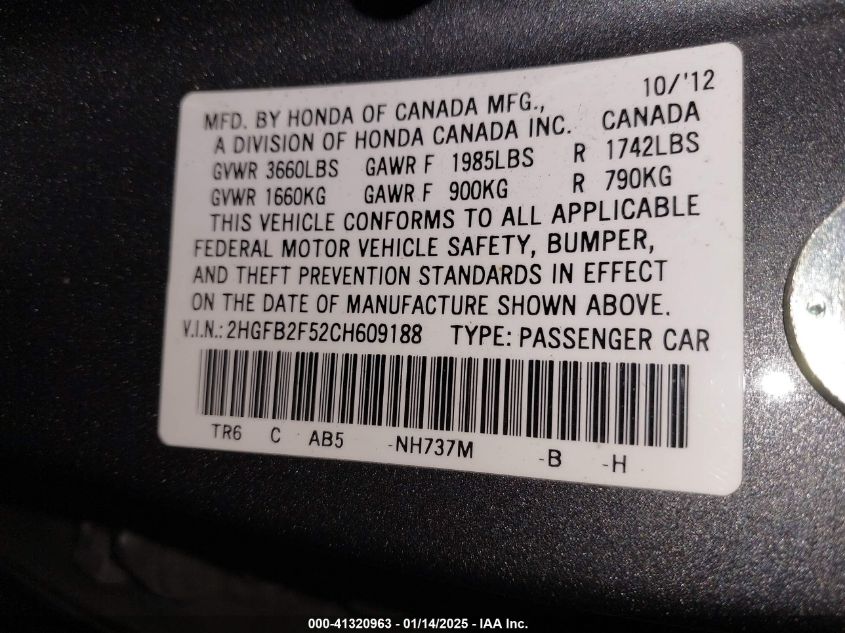 10/'12
MFD. BY HONDA OF CANADA MFG.,
A DIVISION OF HONDA CANADA INC. CANADA
GVWR 3660LBS GAWR F 1985LBS R 1742LBS
GVWR 1660KG GAWR F 900KG R 790KG
THIS VEHICLE CONFORMS TO ALL APPLICABLE
FEDERAL MOTOR VEHICLE SAFETY, BUMPER,
AND THEFT PREVENTION STANDARDS IN EFFECT
ON THE DATE OF MANUFACTURE SHOWN ABOVE.
V.I.N.: 2HGFB2F52CH609188 TYPE: PASSENGER CAR
TR6 C AB5 -NH737M -B -H
000-41320963 - 01/14/2025 - IAA Inc.